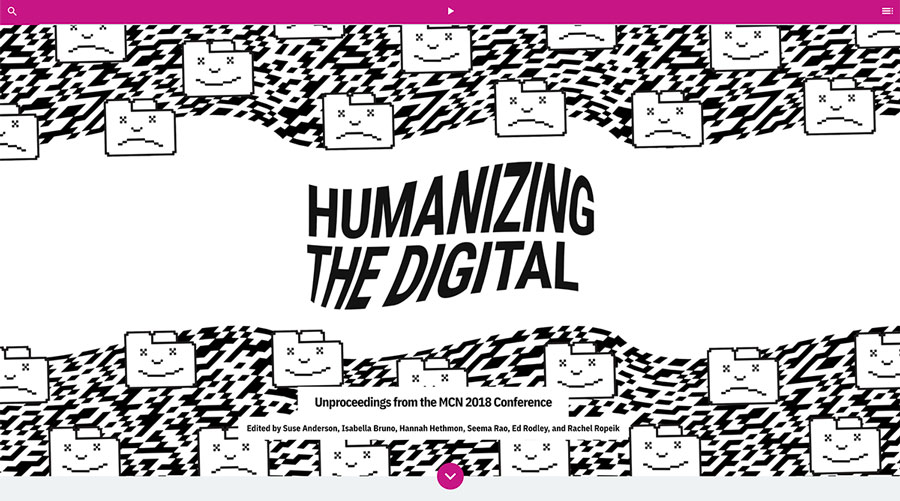 HUMANIZING
THE DIGITAL
Unproceedings from the MCN 2018 Conference
Edited by Suse Anderson, Isabella Bruno, Hannah Hethmon, Seema Rao, Ed Rodley, and Rachel Ropeik